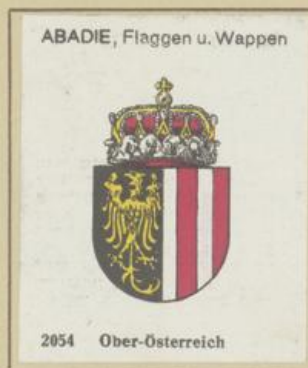 ABADIE, Flaggen u. Wappen
2054 Ober-Österreich